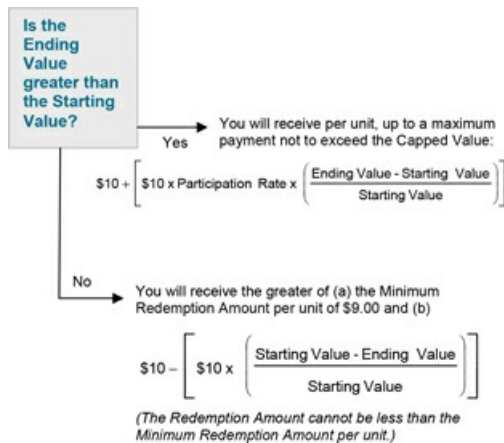 Is the
Ending
Value
greater than
the Starting
Value?
Yes
You will receive per unit, up to a maximum
payment not to exceed the Capped Value:
$10 + [ $10 x Participation Rate x ( Ending Value - Starting Value
Starting Value ) ]
No
You will receive the greater of (a) the Minimum
Redemption Amount per unit of $9.00 and (b)
$10 – [ $10 x ( Starting Value - Ending Value
Starting Value ) ]
(The Redemption Amount cannot be less than the
Minimum Redemption Amount per unit.)